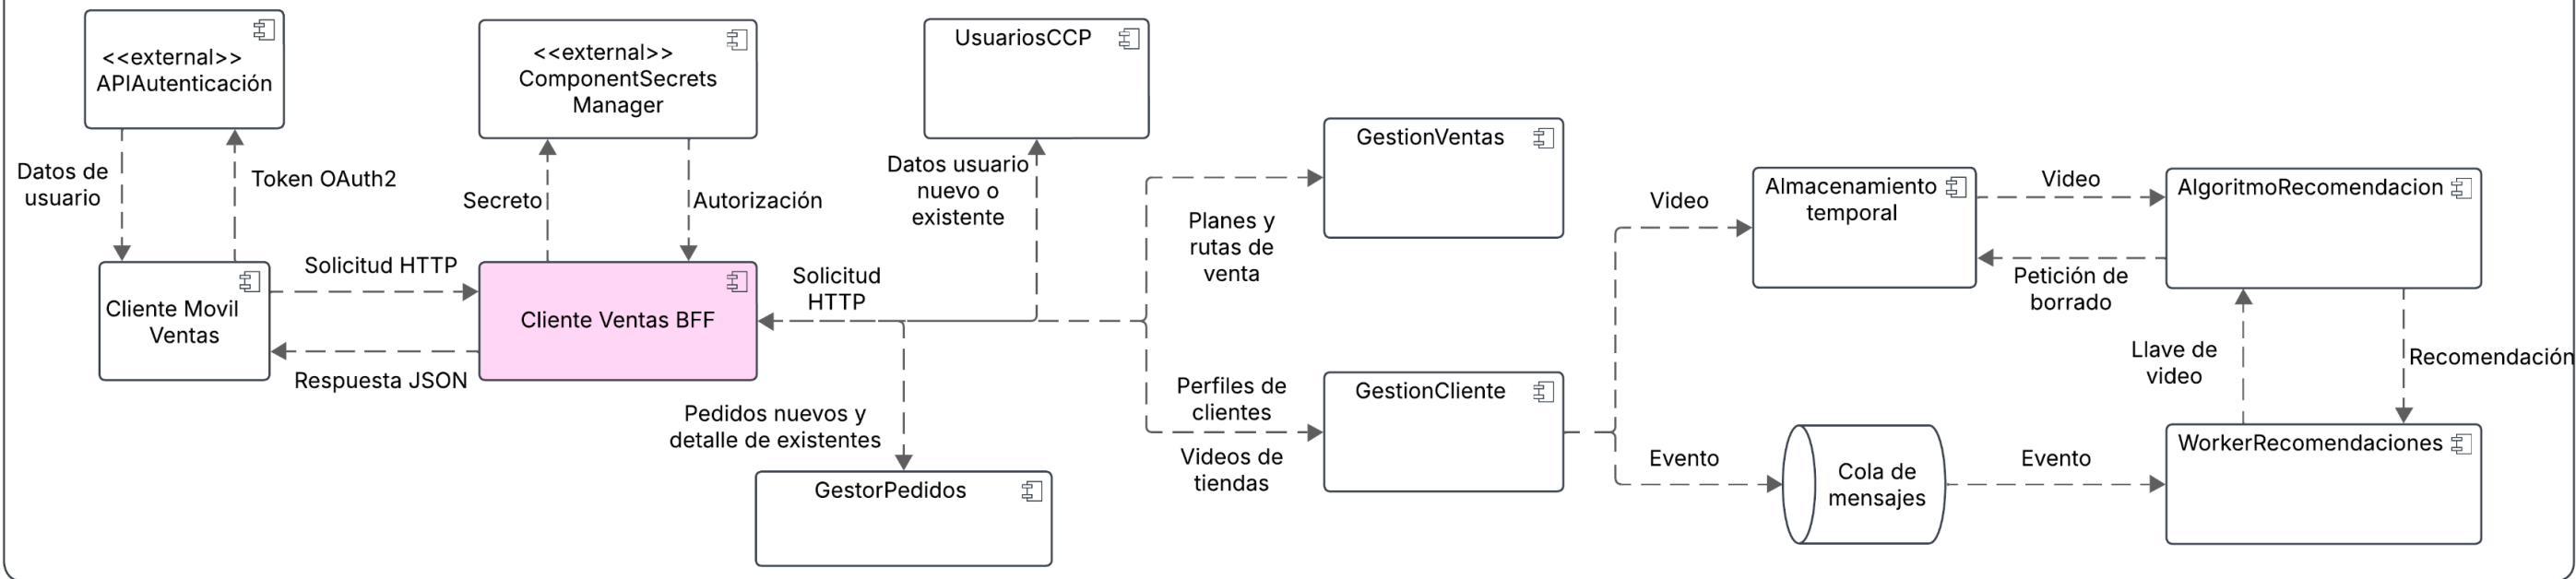 <<external>>
APIAutenticación
<<external>>
ComponentSecrets
Manager
UsuariosCCP
GestionVentas
Datos de
usuario
Token OAuth2
Secreto
Autorización
Datos usuario
nuevo o
existente
Planes y
rutas de
venta
Video
Almacenamiento
temporal
Video
AlgoritmoRecomendacion
Petición de
borrado
Solicitud HTTP
Cliente Movil
Ventas
Respuesta JSON
Cliente Ventas BFF
Solicitud
HTTP
Pedidos nuevos y
detalle de existentes
GestorPedidos
Perfiles de
clientes
Videos de
tiendas
GestionCliente
Evento
Cola de
mensajes
Evento
Llave de
video
Recomendación
WorkerRecomendaciones